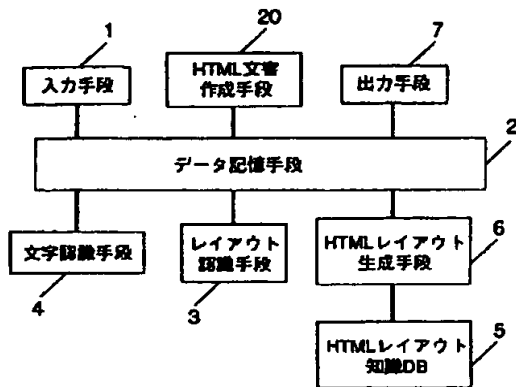 1
20
7
入力手段
HTML文書
作成手段
出力手段
2
データ記憶手段
文字認識手段
レイアウト
認識手段
HTMLレイアウト
生成手段
6
4
3
HTMLレイアウト
知識DB
5